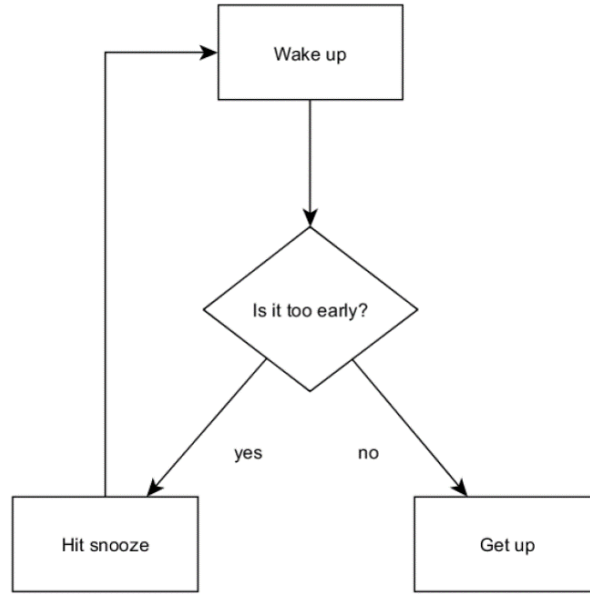 Wake up
Is it too early?
yes
no
Hit snooze
Get up